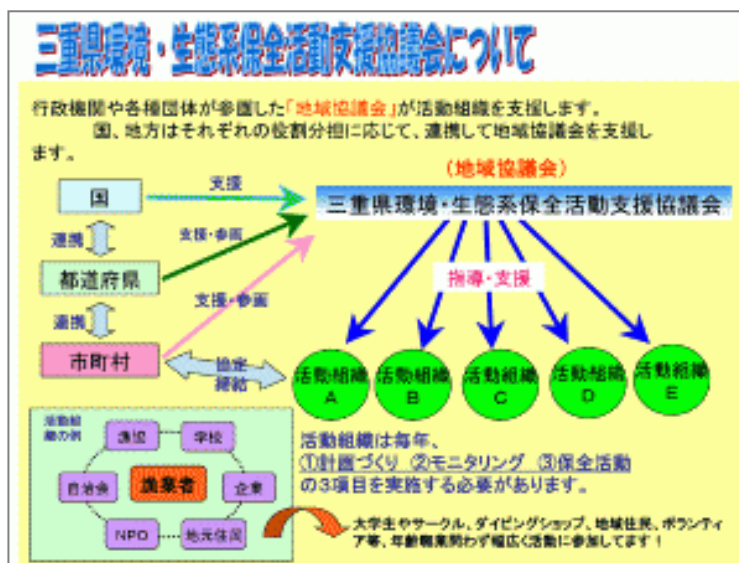 三重県環境・生態系保全活動支援協議会について
行政機関や各種団体が参画した「地域協議会」が活動組織を支援します。
国、地方はそれぞれの役割分担に応じて、連携して地域協議会を支援し
ます。
(地域協議会)
国
支援
三重県環境・生態系保全活動支援協議会
連携
支援・参画
都道府県
指導・支援
支援・参画
連携
市町村
協定
締結
活動組織
A
活動組織
B
活動組織
C
活動組織
D
活動組織
E
活動組
織の例
漁協
学校
自治会
漁業者
企業
NPO
地元住民
活動組織は毎年、
①計画づくり ②モニタリング ③保全活動
の3項目を実施する必要があります。
大学生やサークル、ダイビングショップ、地域住民、ボランティ
ア等、年齢職業問わず幅広く活動に参加してます！